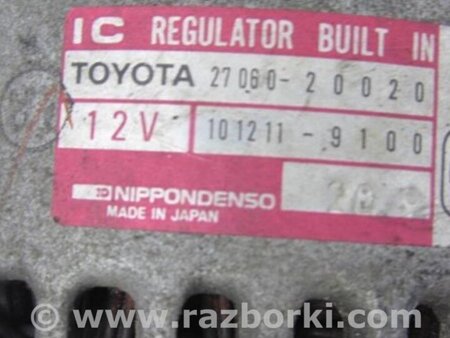 IC REGULATOR BUILT IN
TOYOTA 27060-20020
12V 101211-9100
NIPPONDENSO
MADE IN JAPAN
© www.razborki.com